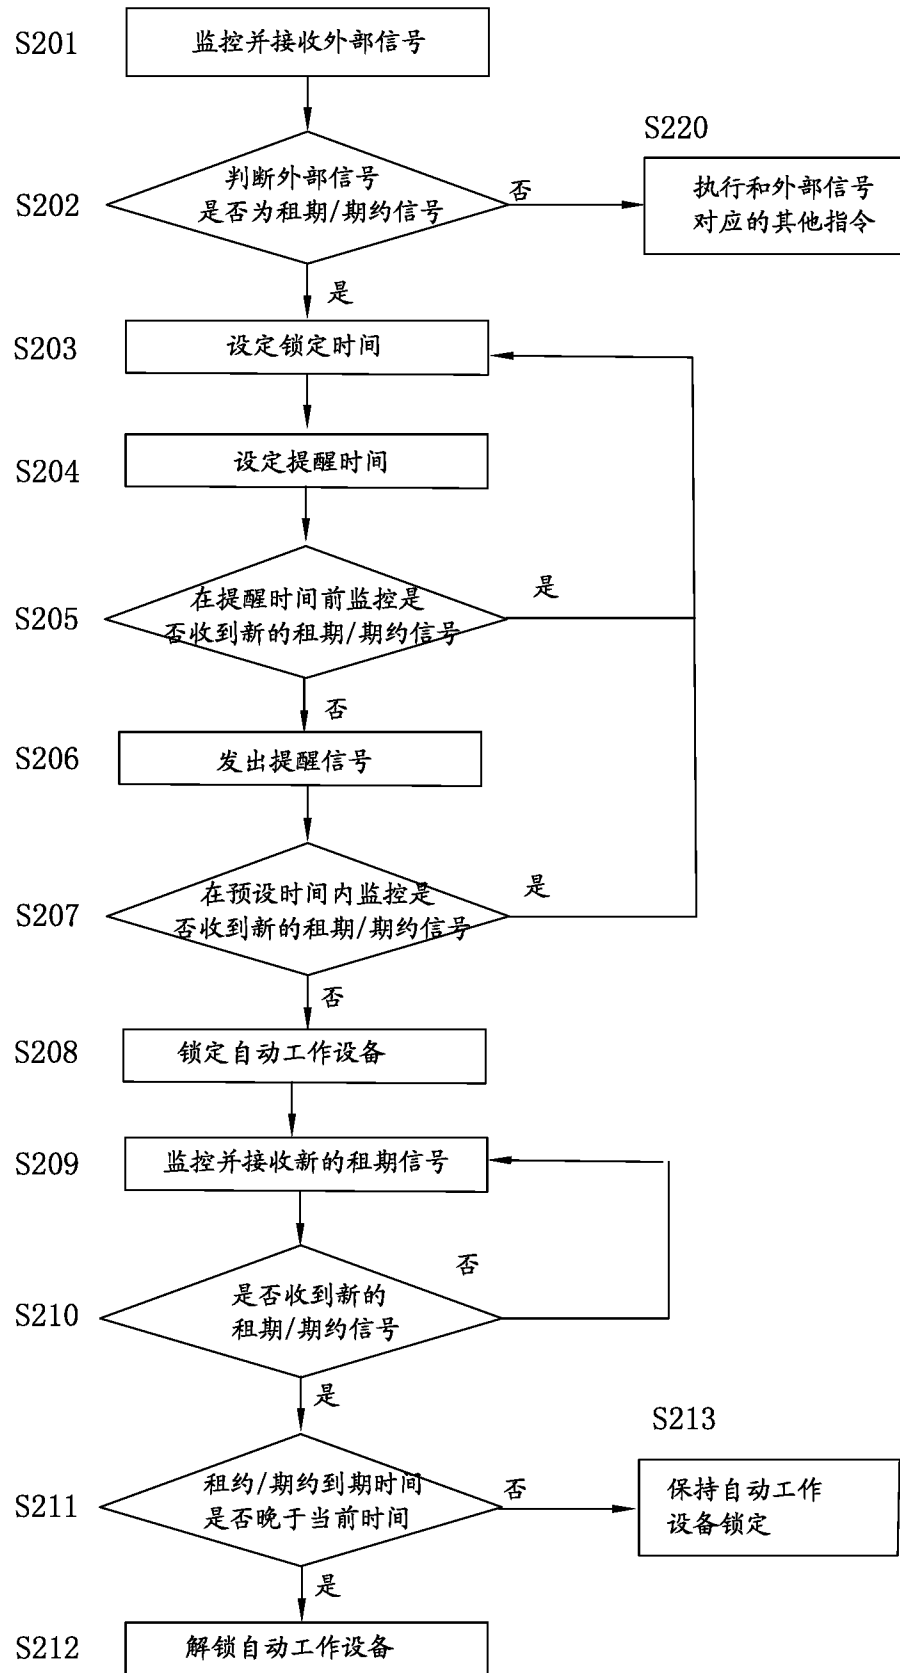 S201
监控并接收外部信号
S220
S202
判断外部信号
是否为租期/期约信号
否
执行和外部信号
对应的其他指令
是
S203
设定锁定时间
S204
设定提醒时间
S205
在提醒时间前监控是
否收到新的租期/期约信号
是
否
S206
发出提醒信号
S207
在预设时间内监控是
否收到新的租期/期约信号
是
否
S208
锁定自动工作设备
S209
监控并接收新的租期信号
S210
是否收到新的
租期/期约信号
否
是
S213
S211
租约/期约到期时间
是否晚于当前时间
否
保持自动工作
设备锁定
是
S212
解锁自动工作设备